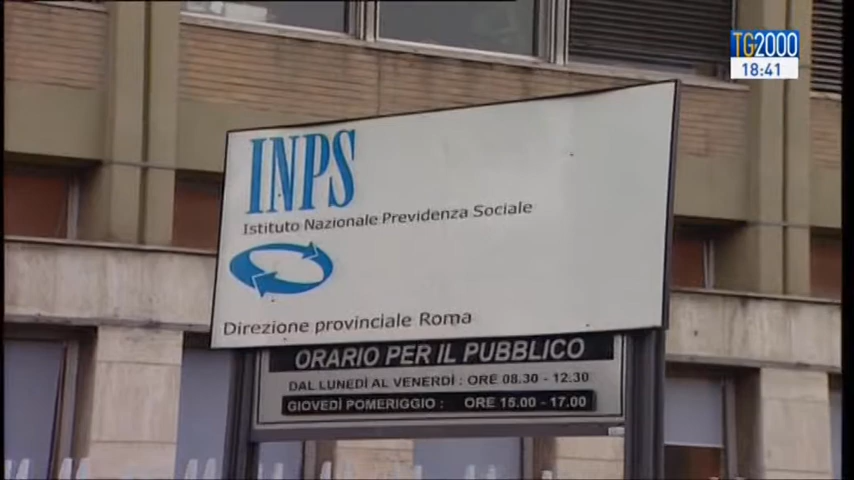 TG2000
18:41
INPS
Istituto Nazionale Previdenza Sociale
Direzione provinciale Roma
ORARIO PER IL PUBBLICO
DAL LUNEDÌ AL VENERDÌ : ORE 08.30 - 12.30
GIOVEDÌ POMERIGGIO : ORE 15.00 - 17.00